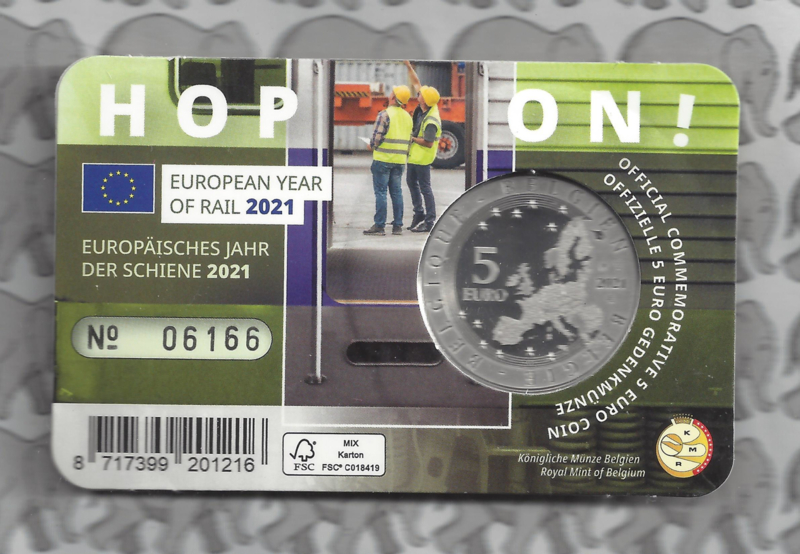 HOP ON!
EUROPEAN YEAR
OF RAIL 2021
EUROPÄISCHES JAHR
DER SCHIENE 2021
Nº 06166
8 717399 201216
FSC
MIX
Karton
FSC® C018419
BELGIQUE - BELGIEN - BELGIË
5
EURO
2021
OFFICIAL COMMEMORATIVE 5 EURO COIN
OFFIZIELLE 5 EURO GEDENKMÜNZE
Königliche Münze Belgien
Royal Mint of Belgium
K
M
R